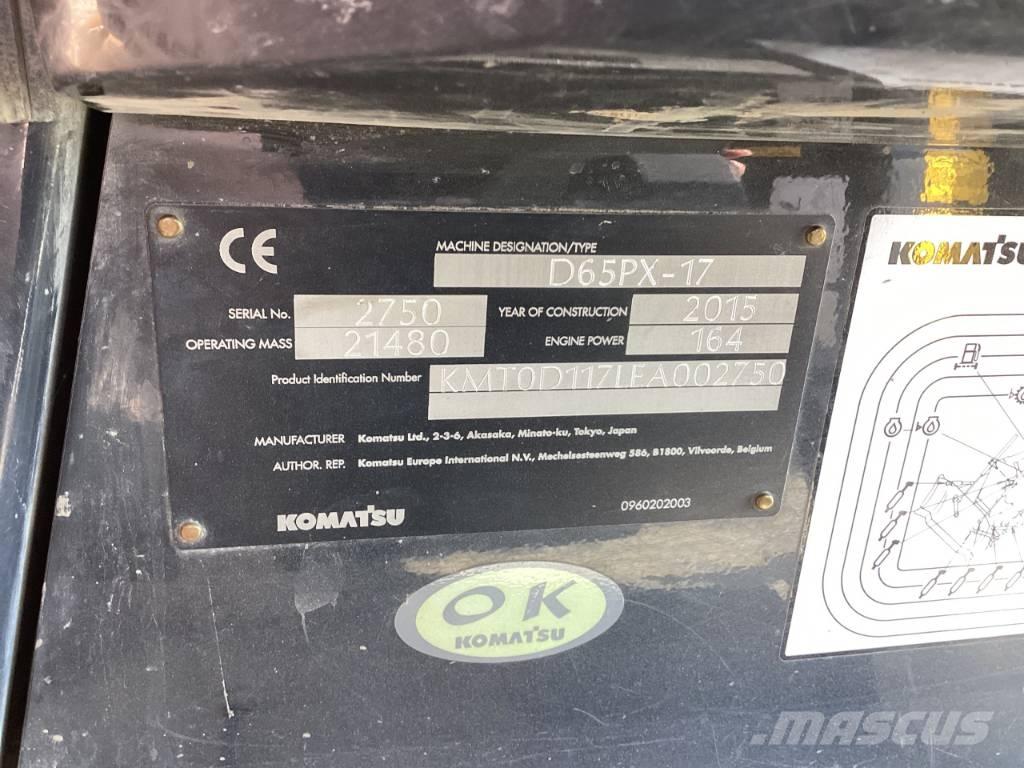 CE
MACHINE DESIGNATION/TYPE
D65PX-17
SERIAL No. 2750 YEAR OF CONSTRUCTION 2015
OPERATING MASS 21480 ENGINE POWER 164
Product Identification Number KMT0D117LFA002750
MANUFACTURER Komatsu Ltd., 2-3-6, Akasaka, Minato-ku, Tokyo, Japan
AUTHOR. REP. Komatsu Europe International N.V., Mechelsesteenweg 586, B1800, Vilvoorde, Belgium
KOMATSU
0960202003
OK
KOMATSU
KOMATSU
MASCUS